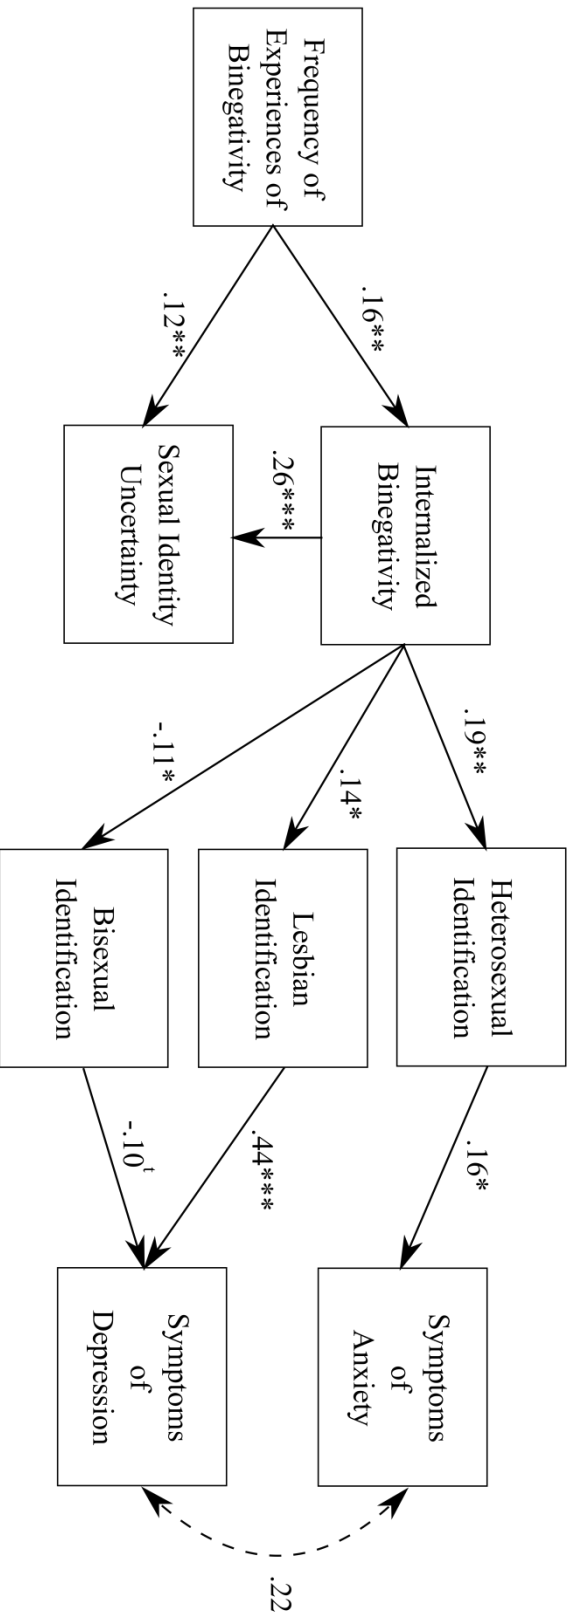 Frequency of
Experiences of
Binegativity
.16**
.12**
Internalized
Binegativity
.26***
Sexual Identity
Uncertainty
.19**
.14*
-.11*
Heterosexual
Identification
Lesbian
Identification
Bisexual
Identification
.16*
.44***
-.10ᵗ
Symptoms
of
Anxiety
Symptoms
of
Depression
.22